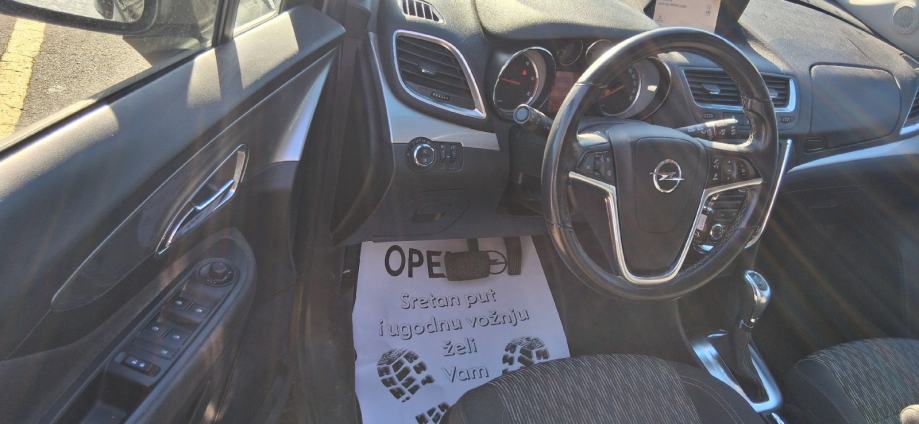 OPE
Sretan put
i ugodnu vožnju
želi
Vam